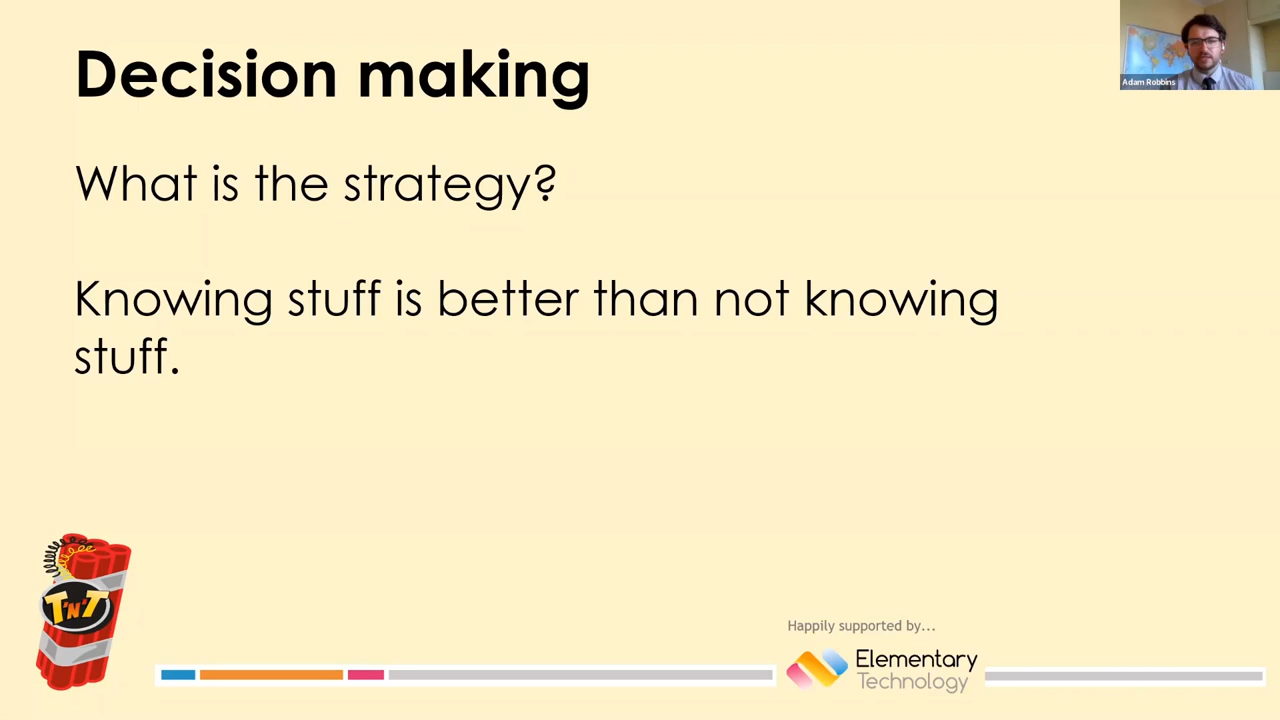 Decision making
Adam Robbins
What is the strategy?
Knowing stuff is better than not knowing
stuff.
T'N'T
Happily supported by...
Elementary
Technology